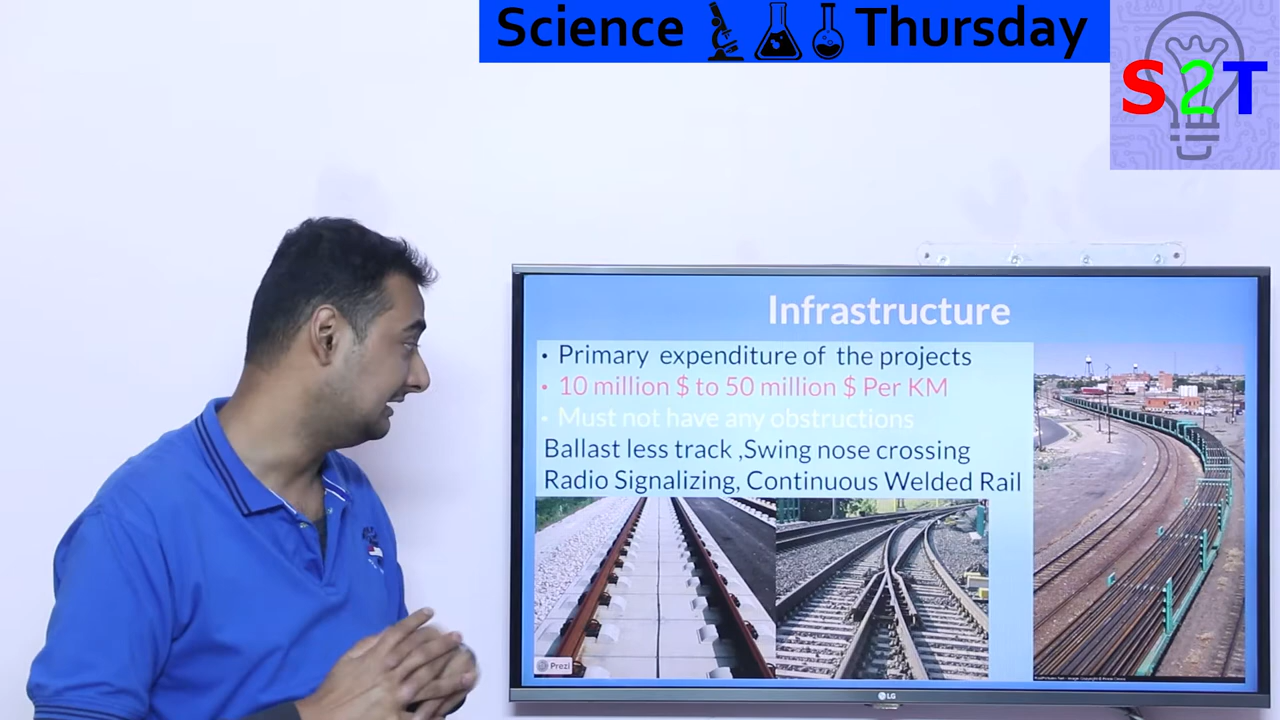 Science Thursday
S2T
Infrastructure
• Primary expenditure of the projects
• 10 million $ to 50 million $ Per KM
• Must not have any obstructions
Ballast less track ,Swing nose crossing
Radio Signalizing, Continuous Welded Rail
Prezi
LG